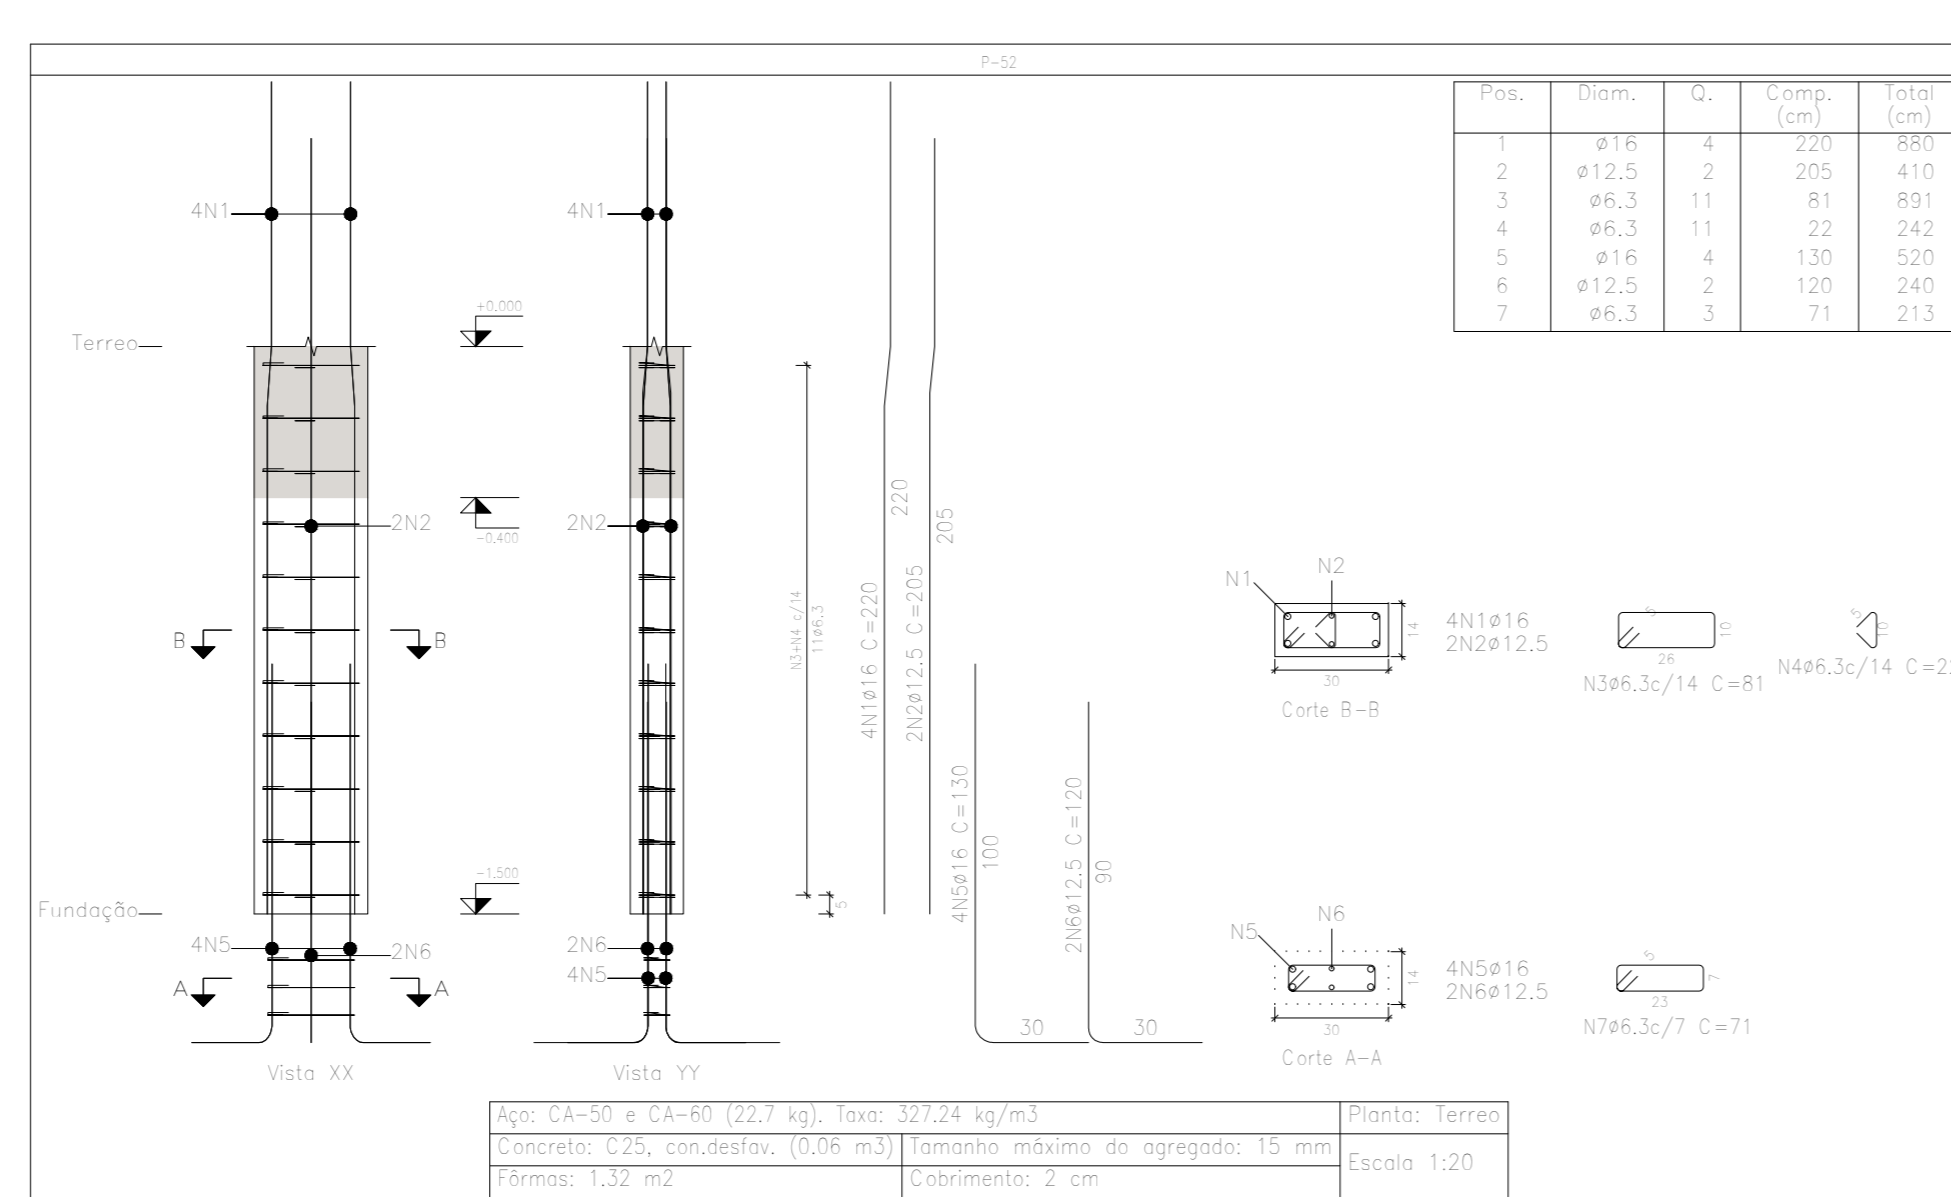 P-52
Pos. Diam. Q. Comp. (cm) Total (cm)
1 ø16 4 220 880
2 ø12.5 2 205 410
3 ø6.3 11 81 891
4 ø6.3 11 22 242
5 ø16 4 130 520
6 ø12.5 2 120 240
7 ø6.3 3 71 213
4N1
4N1
+0.000
Terreo
2N2
2N2
-0.400
220
205
N3+N4 c/14
11ø6.3
4N1ø16 C=220
2N2ø12.5 C=205
B B
N1 N2
14
4N1ø16
2N2ø12.5
30
Corte B-B
5
10
26
N3ø6.3c/14 C=81
5
10
N4ø6.3c/14 C=22
4N5ø16 C=130
100
2N6ø12.5 C=120
90
-1.500
Fundação
5
4N5
2N6
2N6
4N5
A A
30
30
N5 N6
14
4N5ø16
2N6ø12.5
30
Corte A-A
5
7
23
N7ø6.3c/7 C=71
Vista XX
Vista YY
Aço: CA-50 e CA-60 (22.7 kg). Taxa: 327.24 kg/m3
Planta: Terreo
Concreto: C25, con.desfav. (0.06 m3)
Tamanho máximo do agregado: 15 mm
Escala 1:20
Fôrmas: 1.32 m2
Cobrimento: 2 cm